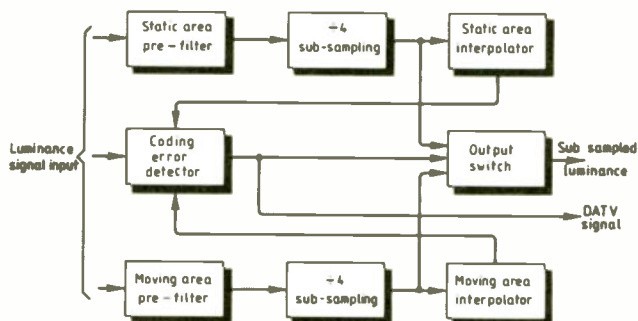 Static area
pre-filter
÷4
sub-sampling
Static area
interpolator
Luminance
signal input
Coding
error
detector
Output
switch
Sub sampled
luminance
DATV
signal
Moving area
pre-filter
÷4
sub-sampling
Moving area
interpolator